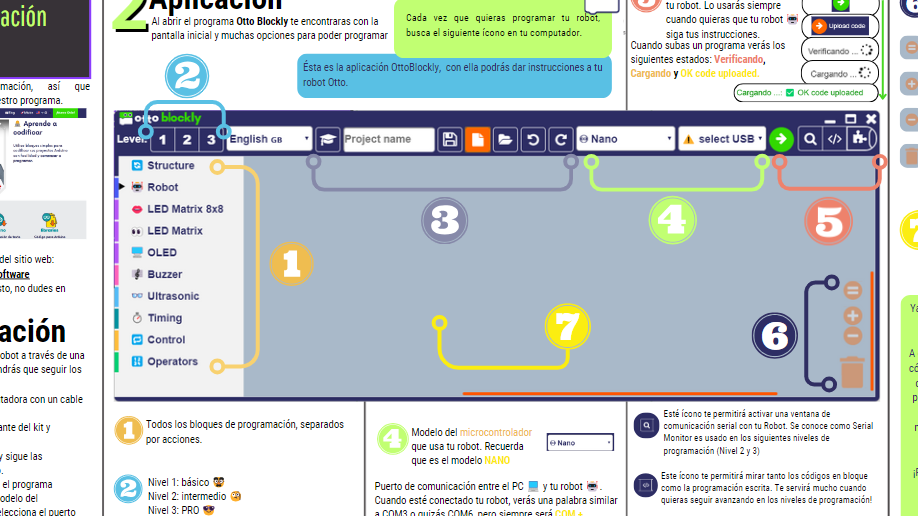 ación
mación, así que
estro programa.
Aprende a
codificar
del sitio web:
oftware
sto, no dudes en
ación
obot a través de una
ndrás que seguir los
tadora con un cable
ante del kit y
y sigue las
el programa
odelo del
elecciona el puerto
2 Aplicación
Al abrir el programa Otto Blockly te encontraras con la
pantalla inicial y muchas opciones para poder programar
Cada vez que quieras programar tu robot,
busca el siguiente ícono en tu computador.
Ésta es la aplicación OttoBlockly, con ella podrás dar instrucciones a tu
robot Otto.
2
otto blockly
Level: 1 2 3 English GB Project name Nano select USB
Structure
Robot
LED Matrix 8x8
LED Matrix
OLED
Buzzer
Ultrasonic
Timing
Control
Operators
1
3
4
5
6
7
1 Todos los bloques de programación, separados
por acciones.
2 Nivel 1: básico
Nivel 2: intermedio
Nivel 3: PRO
4 Modelo del microcontrolador
que usa tu robot. Recuerda
que es el modelo NANO
Nano
Puerto de comunicación entre el PC y tu robot .
Cuando esté conectado tu robot, verás una palabra similar
a COM3 o quizás COM6, pero siempre será COM +
5 tu robot. Lo usarás siempre
cuando quieras que tu robot
siga tus instrucciones.
Cuando subas un programa verás los
siguientes estados: Verificando,
Cargando y OK code uploaded.
Upload code
Verificando ...
Cargando ...
Cargando ...: OK code uploaded
Esté ícono te permitirá activar una ventana de
comunicación serial con tu Robot. Se conoce como Serial
Monitor es usado en los siguientes niveles de
programación (Nivel 2 y 3)
Este ícono te permitirá mirar tanto los códigos en bloque
como la programación escrita. Te servirá mucho cuando
quieras seguir avanzando en los niveles de programación!
6
7
Ya
A
có
p